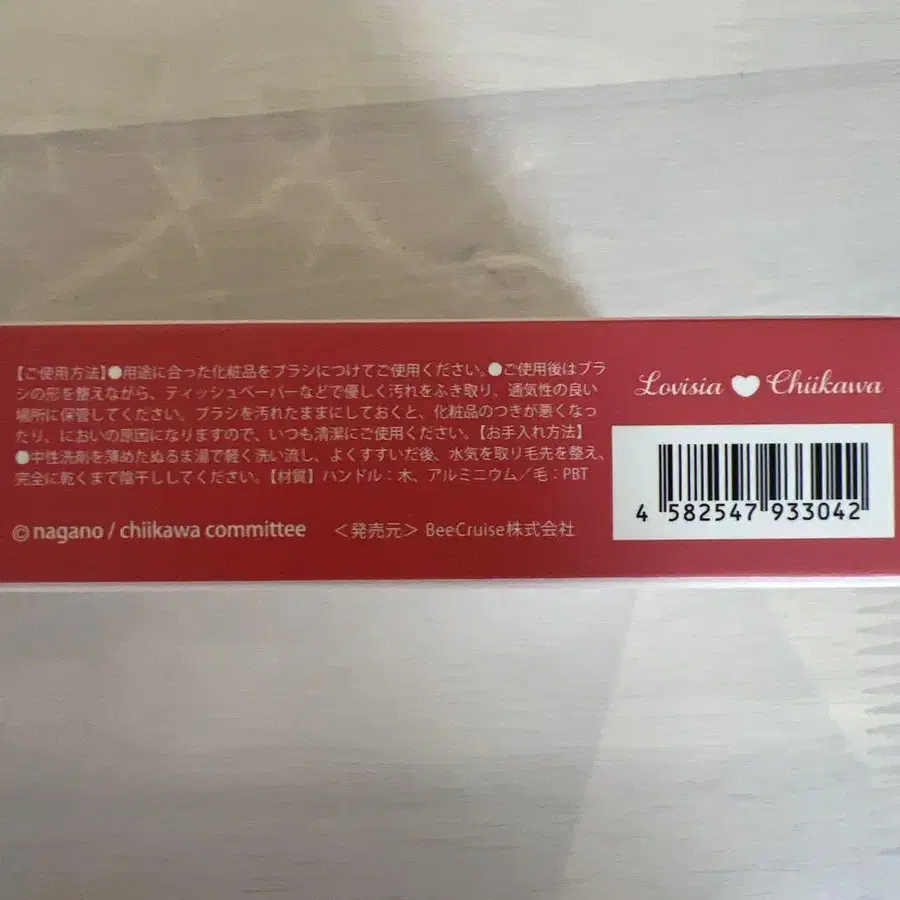 【ご使用方法】●用途に合った化粧品をブラシにつけてご使用ください。●ご使用後はブラ
シの形を整えながら、ティッシュペーパーなどで優しく汚れをふき取り、通気性の良い
場所に保管してください。ブラシを汚れたままにしておくと、化粧品のつきが悪くなっ
たり、においの原因になりますので、いつも清潔にご使用ください。【お手入れ方法】
●中性洗剤を薄めたぬるま湯で軽く洗い流し、よくすすいだ後、水気を取り毛先を整え、
完全に乾くまで陰干ししてください。【材質】ハンドル：木、アルミニウム／毛：PBT
© nagano / chiikawa committee ＜発売元＞ BeeCruise株式会社
Lovisia ♥ Chiikawa
4 582547 933042